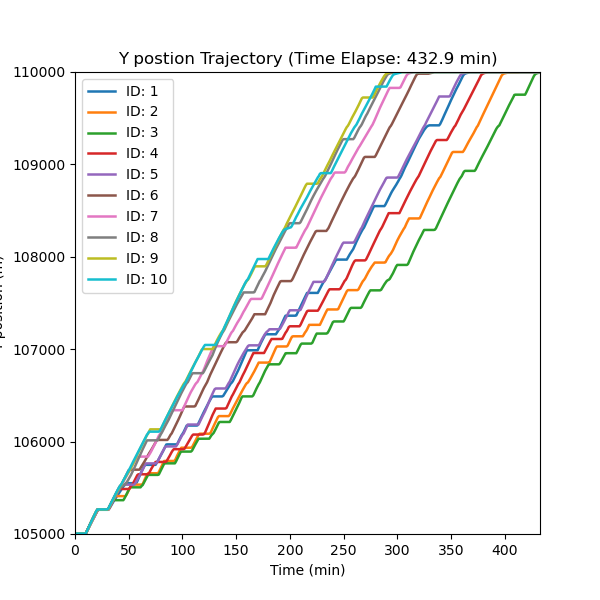 Y postion Trajectory (Time Elapse: 432.9 min)
110000
109000
108000
107000
106000
105000
ID: 1
ID: 2
ID: 3
ID: 4
ID: 5
ID: 6
ID: 7
ID: 8
ID: 9
ID: 10
0 50 100 150 200 250 300 350 400
Time (min)